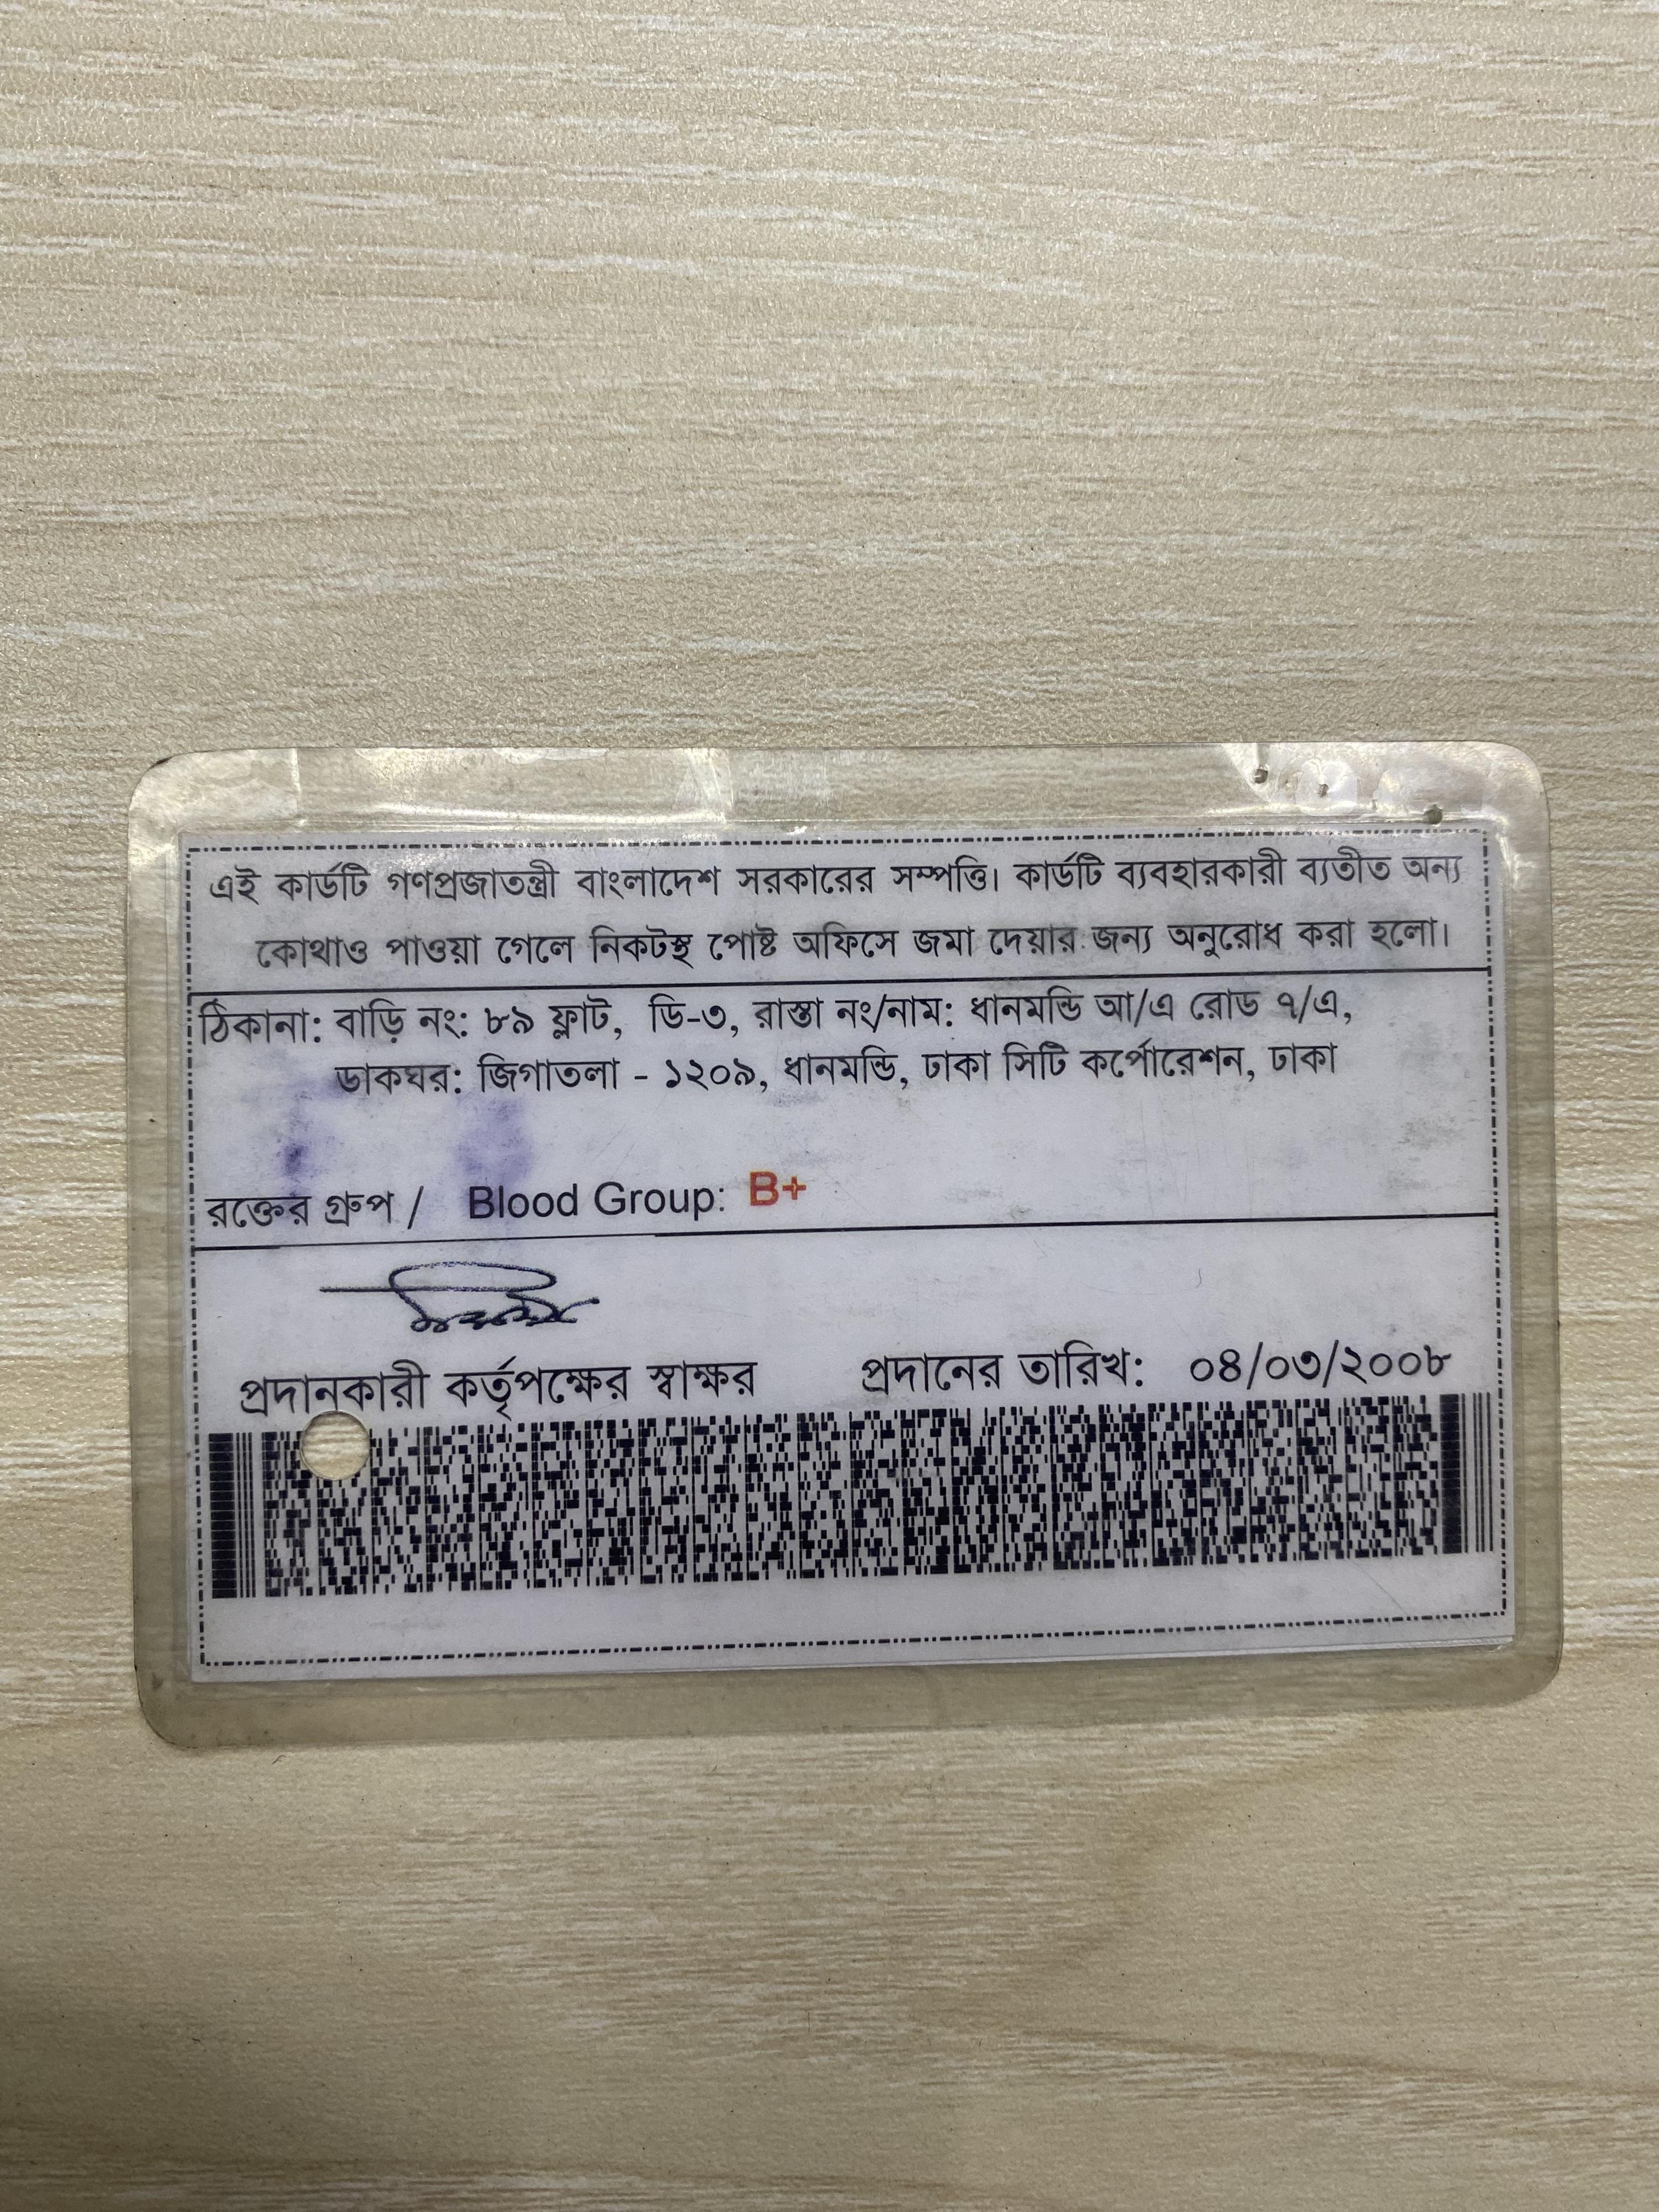 এই কার্ডটি গণপ্রজাতন্ত্রী বাংলাদেশ সরকারের সম্পত্তি। কার্ডটি ব্যবহারকারী ব্যতীত অন্য
কোথাও পাওয়া গেলে নিকটস্থ পোষ্ট অফিসে জমা দেয়ার জন্য অনুরোধ করা হলো।
ঠিকানা: বাড়ি নং: ৮৯ ফ্লাট, ডি-৩, রাস্তা নং/নাম: ধানমন্ডি আ/এ রোড ৭/এ,
ডাকঘর: জিগাতলা - ১২০৯, ধানমন্ডি, ঢাকা সিটি কর্পোরেশন, ঢাকা
রক্তের গ্রুপ / Blood Group: B+
প্রদানকারী কর্তৃপক্ষের স্বাক্ষর প্রদানের তারিখ: ০৪/০৩/২০০৮